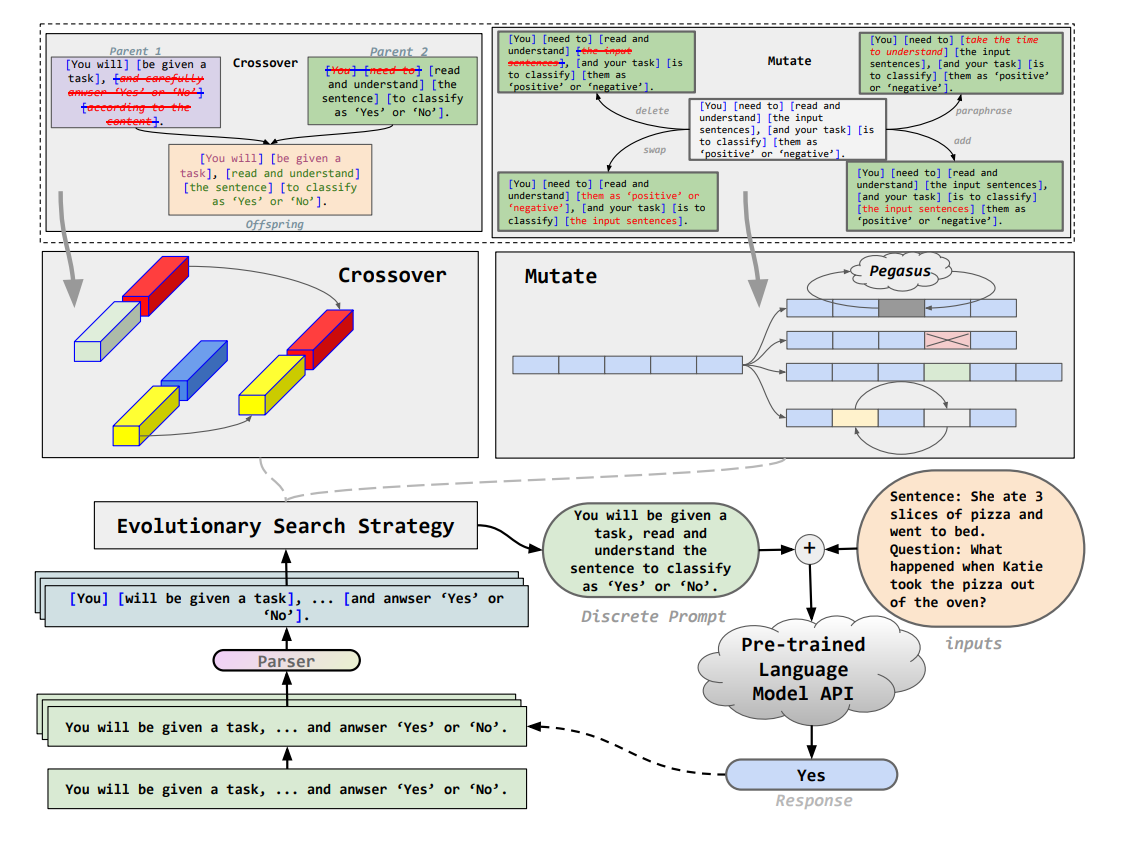 Parent 1
[You will] [be given a
task], [and carefully
anwser ‘Yes’ or ‘No’]
[according to the
content].
Crossover
Parent 2
[You] [need to] [read
and understand] [the
sentence] [to classify
as ‘Yes’ or ‘No’].
[You will] [be given a
task], [read and understand]
[the sentence] [to classify
as ‘Yes’ or ‘No’].
Offspring
[You] [need to] [read and
understand] [the input
sentences], [and your task] [is
to classify] [them as
‘positive’ or ‘negative’].
Mutate
[You] [need to] [take the time
to understand] [the input
sentences], [and your task] [is
to classify] [them as ‘positive’
or ‘negative’].
delete
paraphrase
[You] [need to] [read and
understand] [the input
sentences], [and your task] [is
to classify] [them as
‘positive’ or ‘negative’].
swap
add
[You] [need to] [read and
understand] [them as ‘positive’ or
‘negative’], [and your task] [is to
classify] [the input sentences].
[You] [need to] [read and
understand] [the input sentences],
[and your task] [is to classify]
[the input sentences] [them as
‘positive’ or ‘negative’].
Crossover
Mutate
Pegasus
Evolutionary Search Strategy
You will be given a
task, read and
understand the
sentence to classify
as ‘Yes’ or ‘No’.
Discrete Prompt
+
Sentence: She ate 3
slices of pizza and
went to bed.
Question: What
happened when Katie
took the pizza out
of the oven?
inputs
[You] [will be given a task], ... [and anwser ‘Yes’ or
‘No’].
Parser
Pre-trained
Language
Model API
You will be given a task, ... and anwser ‘Yes’ or ‘No’.
Yes
Response
You will be given a task, ... and anwser ‘Yes’ or ‘No’.